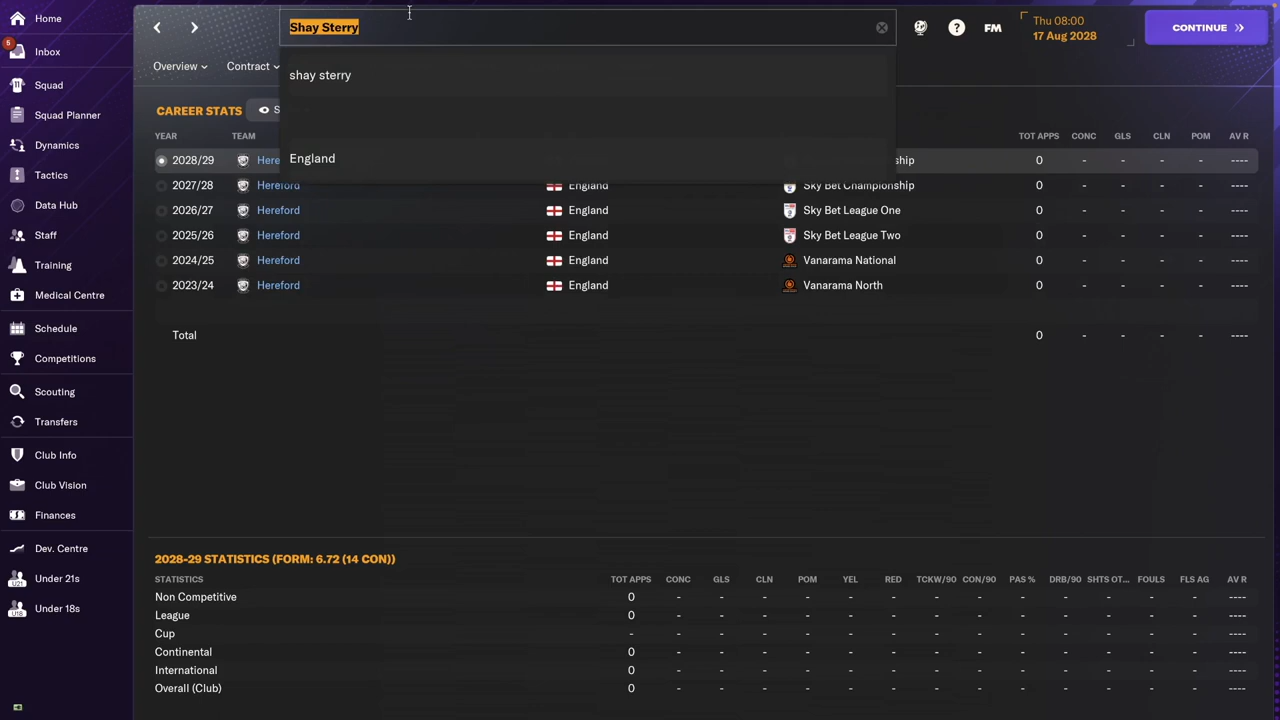 Home
5
Inbox
Squad
Squad Planner
Dynamics
Tactics
Data Hub
Staff
Training
Medical Centre
Schedule
Competitions
Scouting
Transfers
Club Info
Club Vision
Finances
Dev. Centre
U21 Under 21s
U18 Under 18s
Shay Sterry
? FM
Thu 08:00
17 Aug 2028
CONTINUE
Overview Contract
shay sterry
England
CAREER STATS
YEAR TEAM TOT APPS CONC GLS CLN POM AV R
2028/29 Here ship 0 - - - - ----
2027/28 Hereford England Sky Bet Championship 0 - - - - ----
2026/27 Hereford England Sky Bet League One 0 - - - - ----
2025/26 Hereford England Sky Bet League Two 0 - - - - ----
2024/25 Hereford England Vanarama National 0 - - - - ----
2023/24 Hereford England Vanarama North 0 - - - - ----
Total 0 - - - - ----
2028-29 STATISTICS (FORM: 6.72 (14 CON))
STATISTICS TOT APPS CONC GLS CLN POM YEL RED TCKW/90 CON/90 PAS % DRB/90 SHTS OT... FOULS FLS AG AV R
Non Competitive 0 - - - - - - - - - - - - - ----
League 0 - - - - - - - - - - - - - ----
Cup - - - - - - - - - - - - - - ----
Continental 0 - - - - - - - - - - - - - ----
International 0 - - - - - - - - - - - - - ----
Overall (Club) 0 - - - - - - - - - - - - - ----